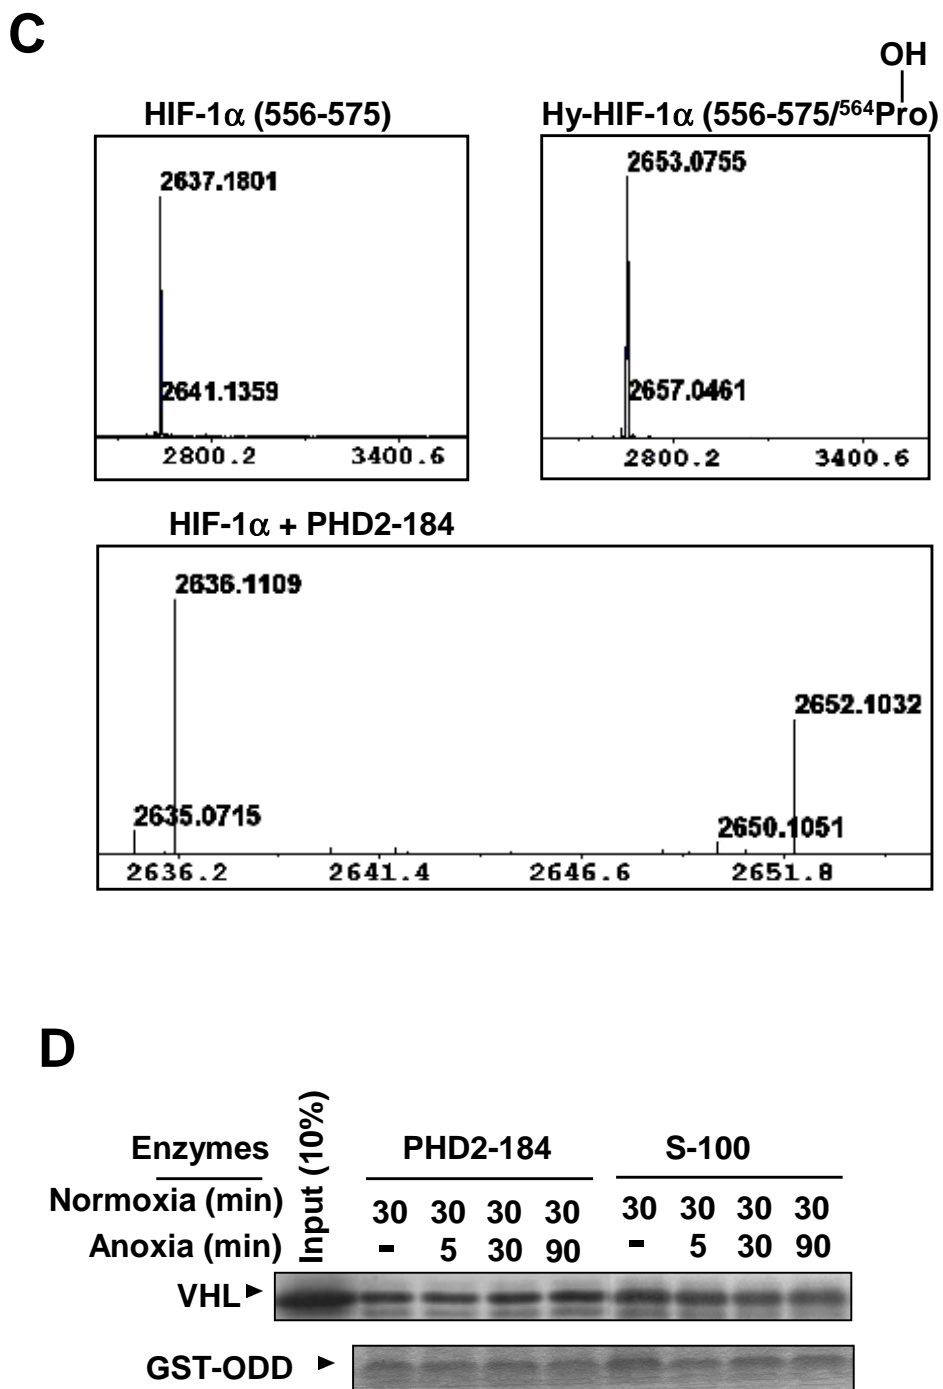 C
OH
HIF-1α (556-575)
Hy-HIF-1α (556-575/⁵⁶⁴Pro)
2637.1801
2641.1359
2800.2 3400.6
2653.0755
2657.0461
2800.2 3400.6
HIF-1α + PHD2-184
2636.1109
2652.1032
2635.0715
2650.1051
2636.2 2641.4 2646.6 2651.8
D
Input (10%)
Enzymes PHD2-184 S-100
Normoxia (min) 30 30 30 30 30 30 30 30
Anoxia (min) - 5 30 90 - 5 30 90
VHL
GST-ODD